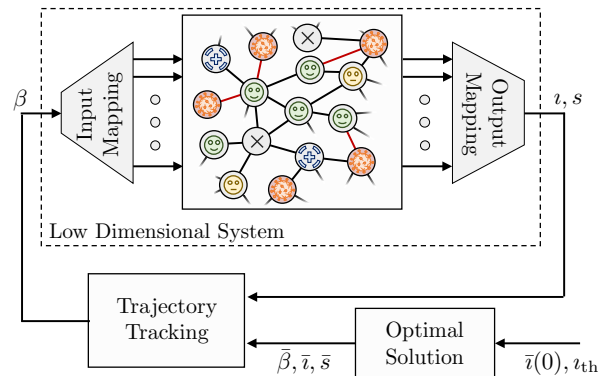 Input
Mapping
Output
Mapping
β
ı, s
Low Dimensional System
Trajectory
Tracking
Optimal
Solution
β̄, ı̄, s̄
ı̄(0), ıth